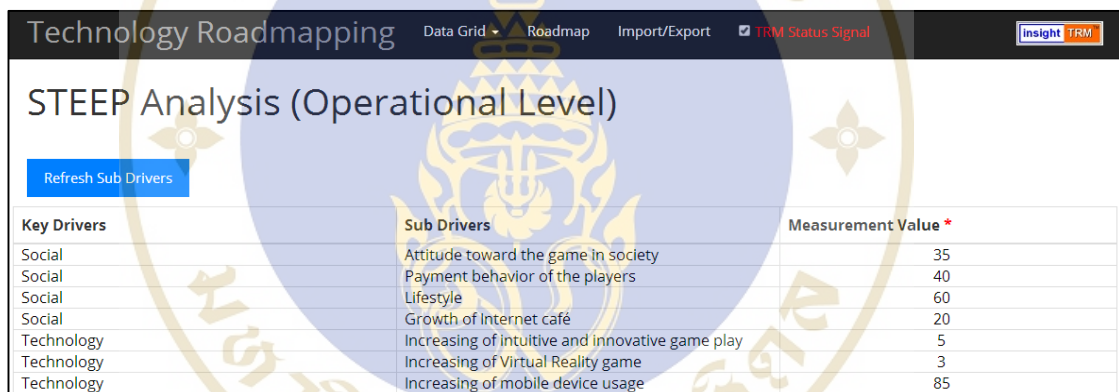 Technology Roadmapping Data Grid Roadmap Import/Export TRM Status Signal insight TRM
STEEP Analysis (Operational Level)
Refresh Sub Drivers
Key Drivers Sub Drivers Measurement Value *
Social Attitude toward the game in society 35
Social Payment behavior of the players 40
Social Lifestyle 60
Social Growth of Internet café 20
Technology Increasing of intuitive and innovative game play 5
Technology Increasing of Virtual Reality game 3
Technology Increasing of mobile device usage 85